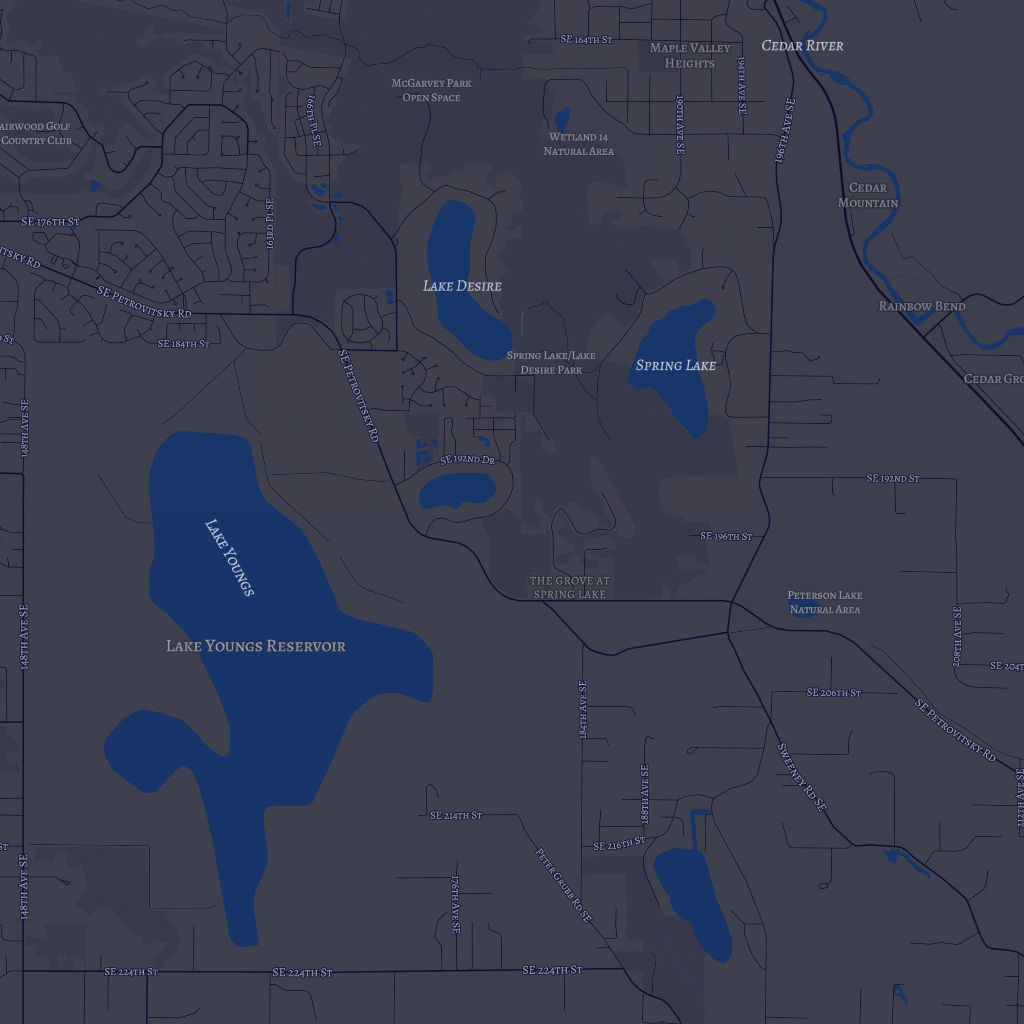 SE 164th St
Maple Valley
Heights
Cedar River
McGarvey Park
Open Space
166th Pl SE
190th Ave SE
194th Ave SE
196th Ave SE
airwood Golf
Country Club
Wetland 14
Natural Area
Cedar
Mountain
SE 176th St
163rd Pl SE
itsky Rd
SE Petrovitsky Rd
Lake Desire
Rainbow Bend
St
SE 184th St
SE Petrovitsky Rd
Spring Lake/Lake
Desire Park
Spring Lake
Cedar Gro
148th Ave SE
SE 192nd Dr
SE 192nd St
Lake Youngs
SE 196th St
The Grove at
Spring Lake
Peterson Lake
Natural Area
148th Ave SE
208th Ave SE
Lake Youngs Reservoir
SE 204t
184th Ave SE
SE 206th St
SE Petrovitsky Rd
Sweeney Rd SE
188th Ave SE
212th Ave SE
SE 214th St
St
SE 216th St
148th Ave SE
Peter Grubb Rd SE
176th Ave SE
SE 224th St
SE 224th St
SE 224th St